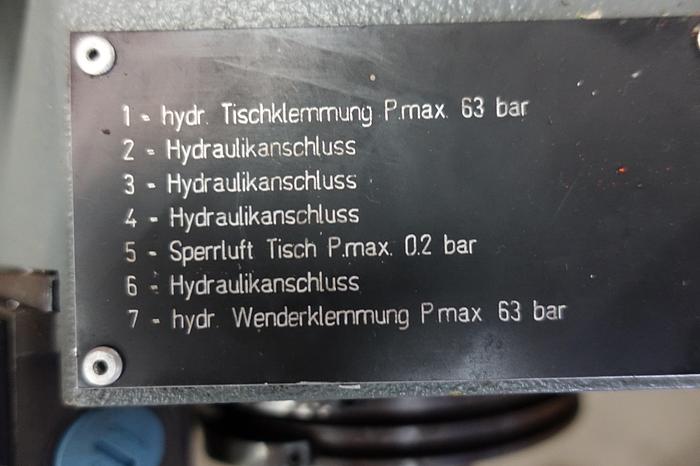 1 - hydr. Tischklemmung P.max. 63 bar
2 - Hydraulikanschluss
3 - Hydraulikanschluss
4 - Hydraulikanschluss
5 - Sperrluft Tisch P.max. 0.2 bar
6 - Hydraulikanschluss
7 - hydr. Wenderklemmung P.max 63 bar